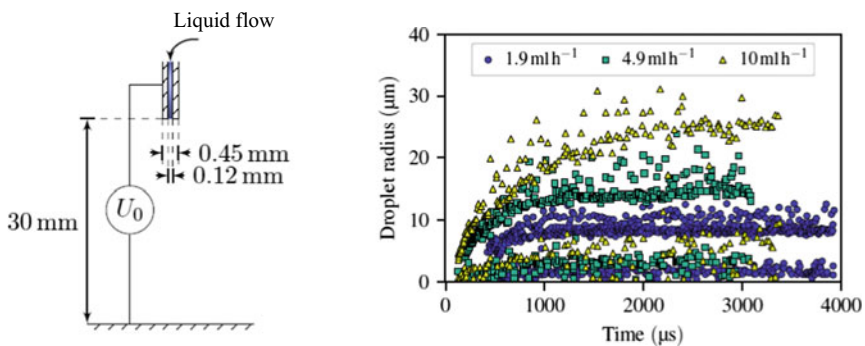 Liquid flow
0.45 mm
0.12 mm
30 mm
U₀
40
30
20
10
0
Droplet radius (µm)
1.9 ml h⁻¹ 4.9 ml h⁻¹ 10 ml h⁻¹
0 1000 2000 3000 4000
Time (µs)